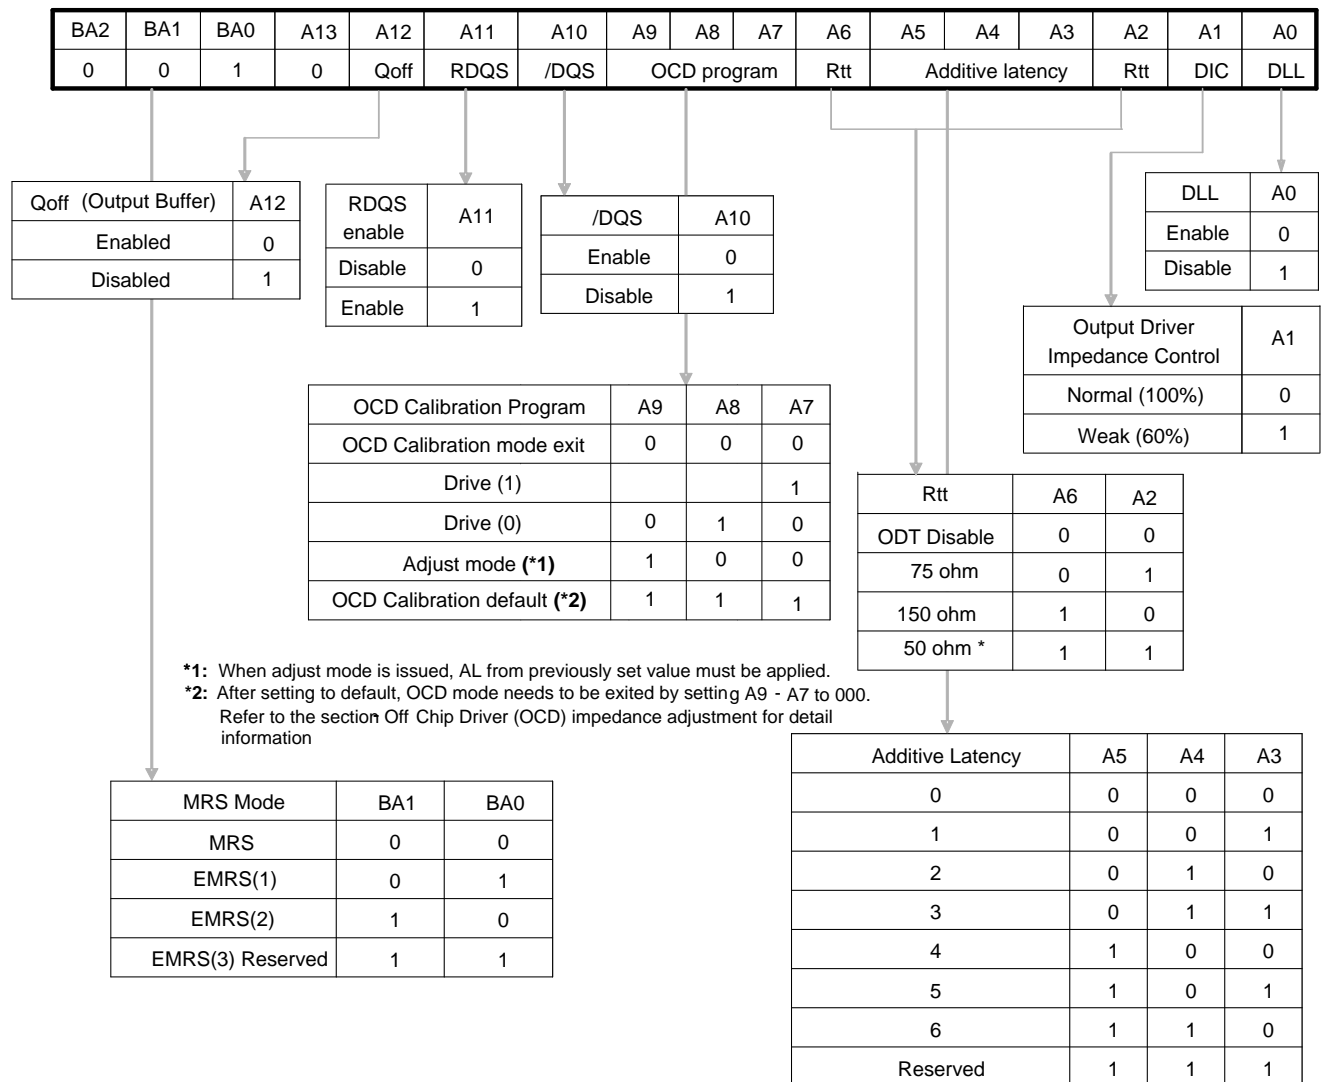 BA2 BA1 BA0 A13 A12 A11 A10 A9 A8 A7 A6 A5 A4 A3 A2 A1 A0
0 0 1 0 Qoff RDQS /DQS OCD program Rtt Additive latency Rtt DIC DLL
Qoff (Output Buffer) A12
Enabled 0
Disabled 1
RDQS enable A11
Disable 0
Enable 1
/DQS A10
Enable 0
Disable 1
DLL A0
Enable 0
Disable 1
Output Driver
Impedance Control A1
Normal (100%) 0
Weak (60%) 1
OCD Calibration Program A9 A8 A7
OCD Calibration mode exit 0 0 0
Drive (1) 1
Drive (0) 0 1 0
Adjust mode (*1) 1 0 0
OCD Calibration default (*2) 1 1 1
Rtt A6 A2
ODT Disable 0 0
75 ohm 0 1
150 ohm 1 0
50 ohm * 1 1
*1: When adjust mode is issued, AL from previously set value must be applied.
*2: After setting to default, OCD mode needs to be exited by setting A9 - A7 to 000.
Refer to the section Off Chip Driver (OCD) impedance adjustment for detail
information
MRS Mode BA1 BA0
MRS 0 0
EMRS(1) 0 1
EMRS(2) 1 0
EMRS(3) Reserved 1 1
Additive Latency A5 A4 A3
0 0 0 0
1 0 0 1
2 0 1 0
3 0 1 1
4 1 0 0
5 1 0 1
6 1 1 0
Reserved 1 1 1